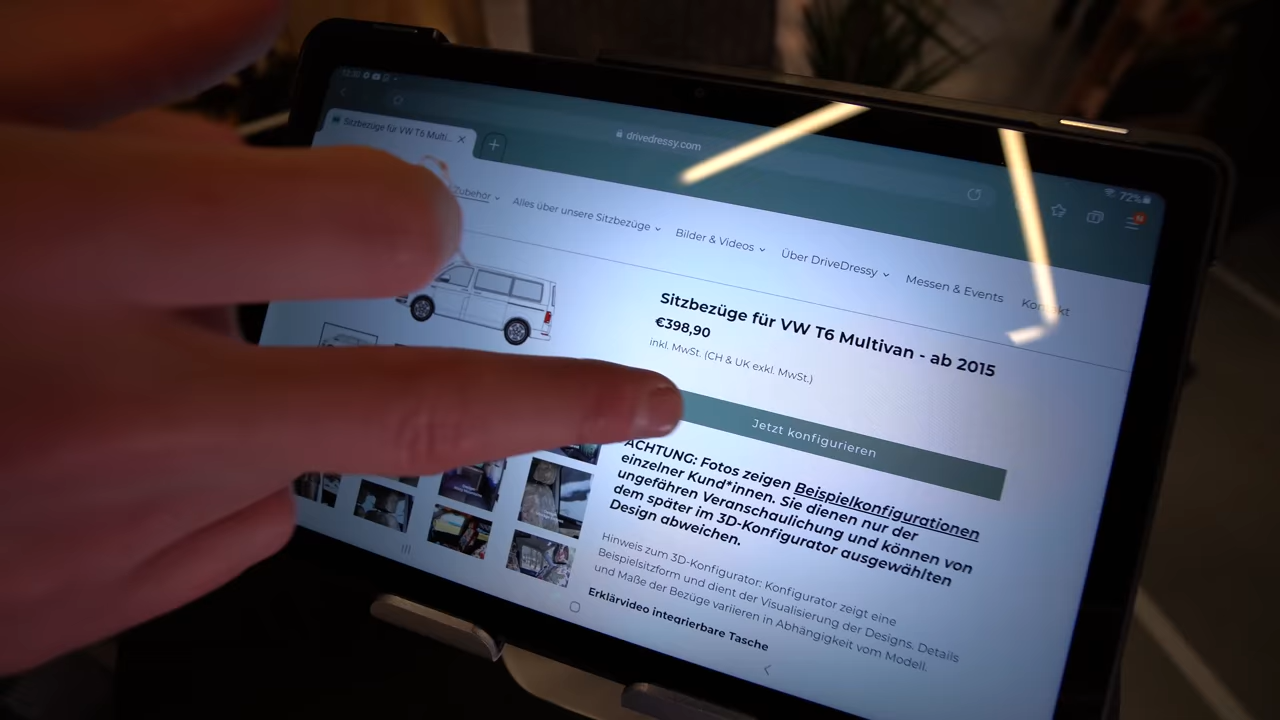 Sitzbezüge für VW T6 Multi...
drivedressy.com
72%
Zubehör
Alles über unsere Sitzbezüge
Bilder & Videos
Über DriveDressy
Messen & Events
Kontakt
Sitzbezüge für VW T6 Multivan - ab 2015
€398,90
inkl. MwSt. (CH & UK exkl. MwSt.)
Jetzt konfigurieren
ACHTUNG: Fotos zeigen Beispielkonfigurationen
einzelner Kund*innen. Sie dienen nur der
ungefähren Veranschaulichung und können von
dem später im 3D-Konfigurator ausgewählten
Design abweichen.
Hinweis zum 3D-Konfigurator: Konfigurator zeigt eine
Beispielsitzform und dient der Visualisierung der Designs. Details
und Maße der Bezüge variieren in Abhängigkeit vom Modell.
Erklärvideo integrierbare Tasche